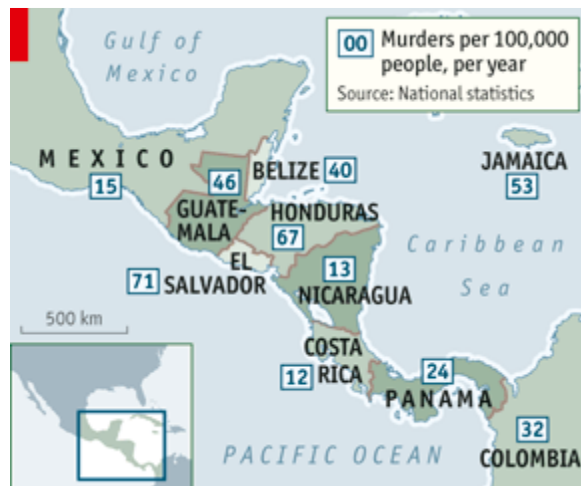 Gulf of
Mexico
00 Murders per 100,000
people, per year
Source: National statistics
MEXICO
15
BELIZE 40
46
JAMAICA
53
GUATE-
MALA
HONDURAS
67
Caribbean
Sea
71 EL
SALVADOR
13
NICARAGUA
500 km
COSTA
RICA
12
24
PANAMA
32
COLOMBIA
PACIFIC OCEAN